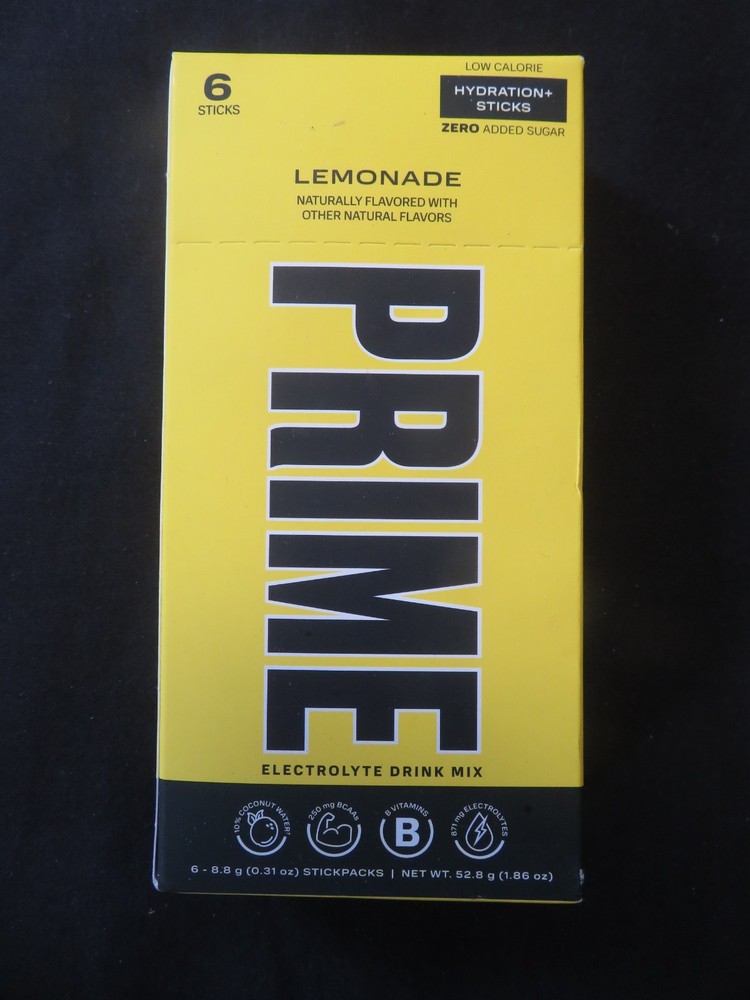 6
STICKS
LOW CALORIE
HYDRATION+
STICKS
ZERO ADDED SUGAR
LEMONADE
NATURALLY FLAVORED WITH
OTHER NATURAL FLAVORS
PRIME
ELECTROLYTE DRINK MIX
10% COCONUT WATER*
250 mg BCAAs
B VITAMINS
B
871 mg ELECTROLYTES
6 - 8.8 g (0.31 oz) STICKPACKS | NET WT. 52.8 g (1.86 oz)